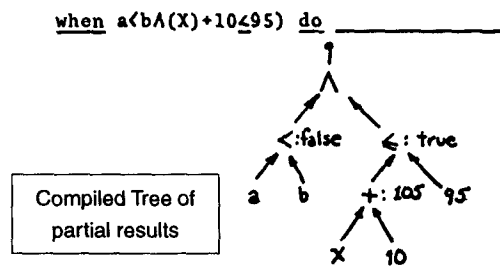 when a<b∧(X)+10≤95) do
∧
<:false ≤: true
a b +: 105 95
x 10
Compiled Tree of
partial results